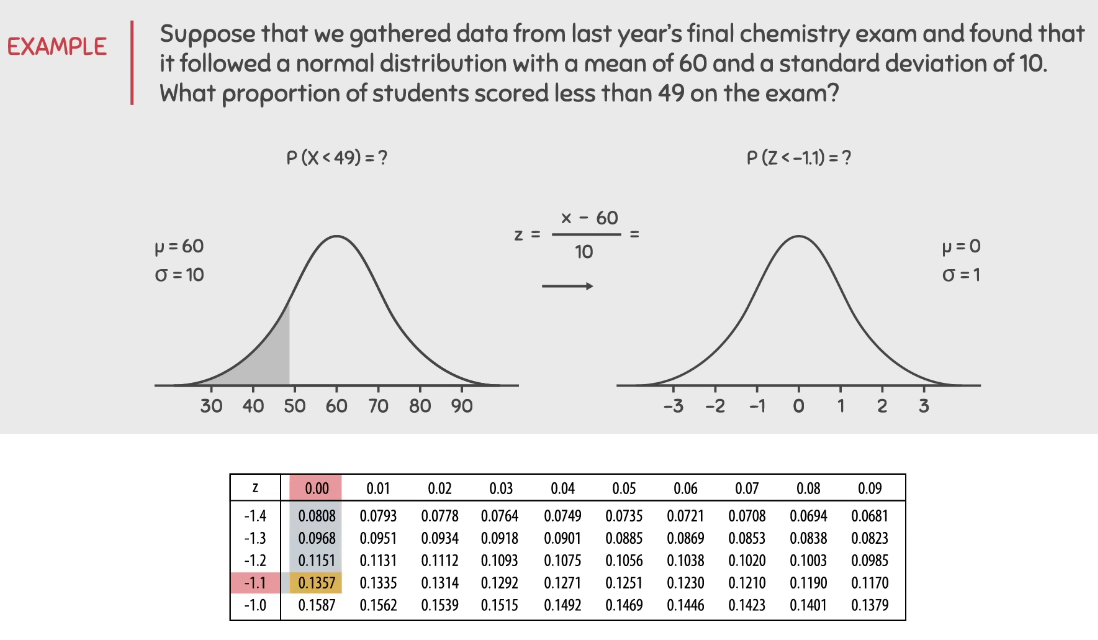 EXAMPLE
Suppose that we gathered data from last year's final chemistry exam and found that
it followed a normal distribution with a mean of 60 and a standard deviation of 10.
What proportion of students scored less than 49 on the exam?
P (X < 49) = ?
P (Z < -1.1) = ?
μ = 60
σ = 10
z = x - 60 / 10 =
μ = 0
σ = 1
30 40 50 60 70 80 90
-3 -2 -1 0 1 2 3
z 0.00 0.01 0.02 0.03 0.04 0.05 0.06 0.07 0.08 0.09
-1.4 0.0808 0.0793 0.0778 0.0764 0.0749 0.0735 0.0721 0.0708 0.0694 0.0681
-1.3 0.0968 0.0951 0.0934 0.0918 0.0901 0.0885 0.0869 0.0853 0.0838 0.0823
-1.2 0.1151 0.1131 0.1112 0.1093 0.1075 0.1056 0.1038 0.1020 0.1003 0.0985
-1.1 0.1357 0.1335 0.1314 0.1292 0.1271 0.1251 0.1230 0.1210 0.1190 0.1170
-1.0 0.1587 0.1562 0.1539 0.1515 0.1492 0.1469 0.1446 0.1423 0.1401 0.1379